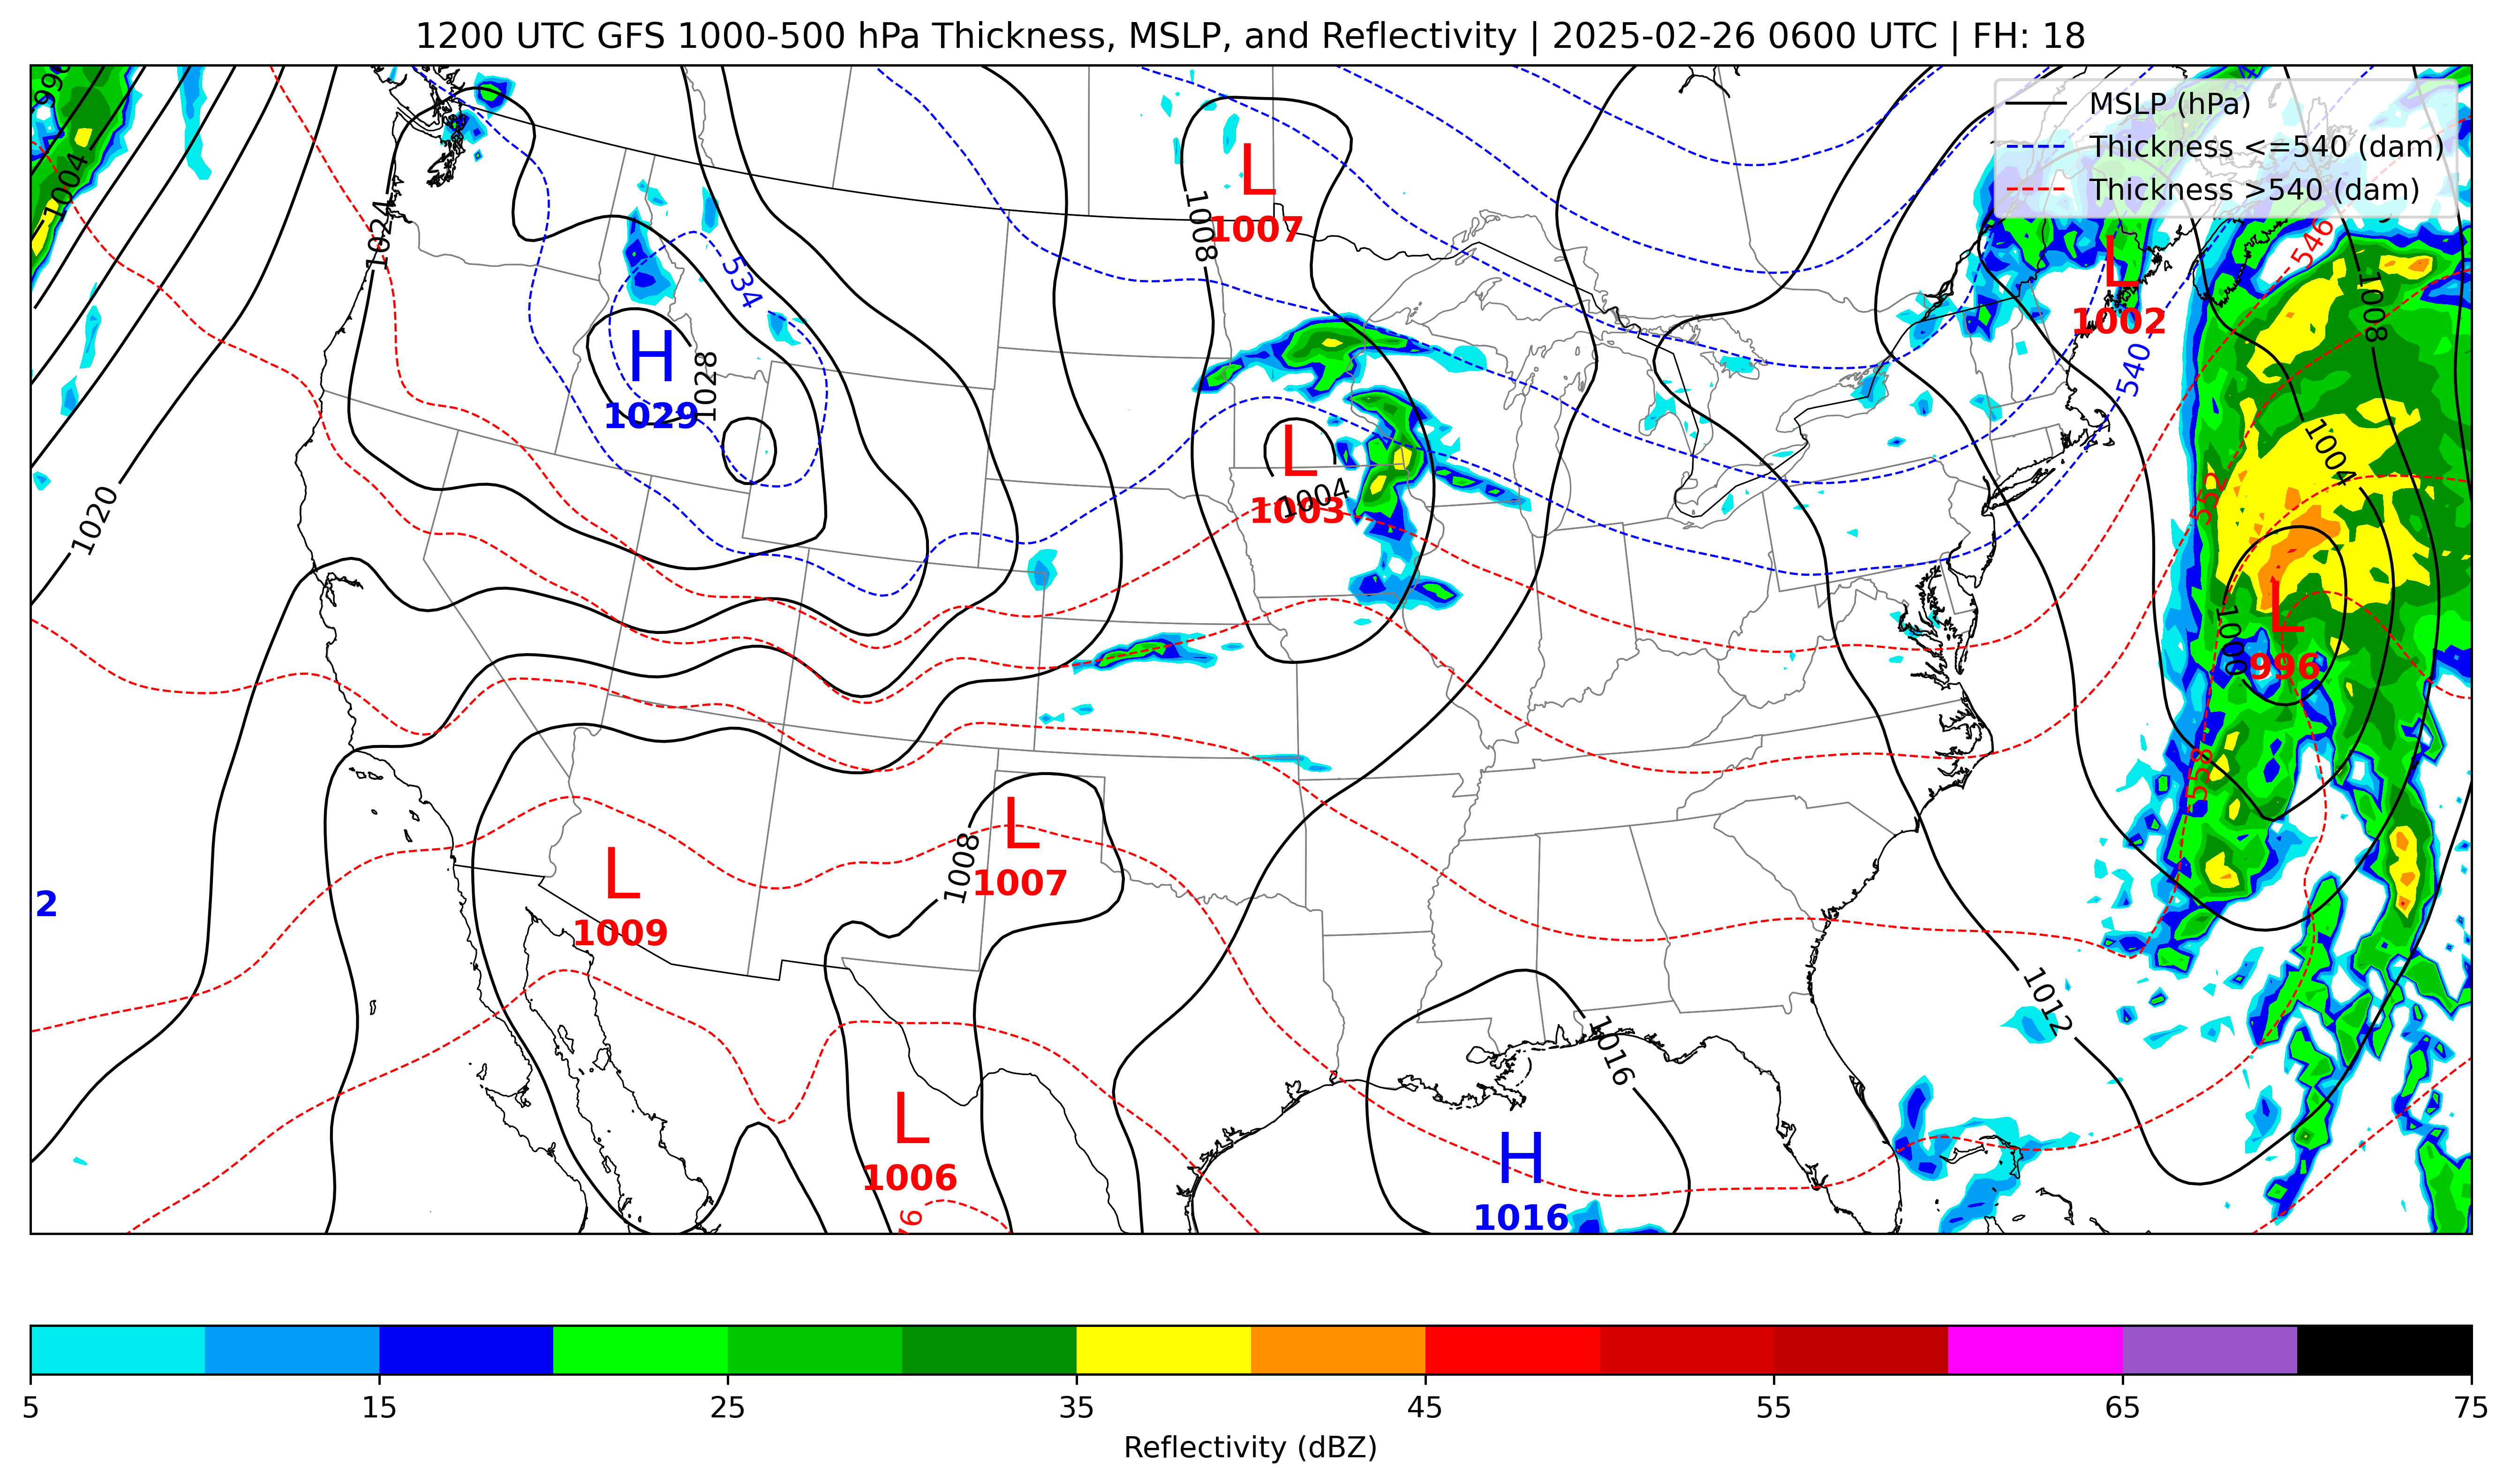 1200 UTC GFS 1000-500 hPa Thickness, MSLP, and Reflectivity | 2025-02-26 0600 UTC | FH: 18
MSLP (hPa)
Thickness <=540 (dam)
Thickness >540 (dam)
1004
1024
L
1007
1008
546
1008
L
1002
534
H
1029
1028
540
1004
L
1003
1004
552
1020
L
996
1000
558
L
1007
1008
L
1009
2
1012
1016
L
1006
H
1016
5 15 25 35 45 55 65 75
Reflectivity (dBZ)